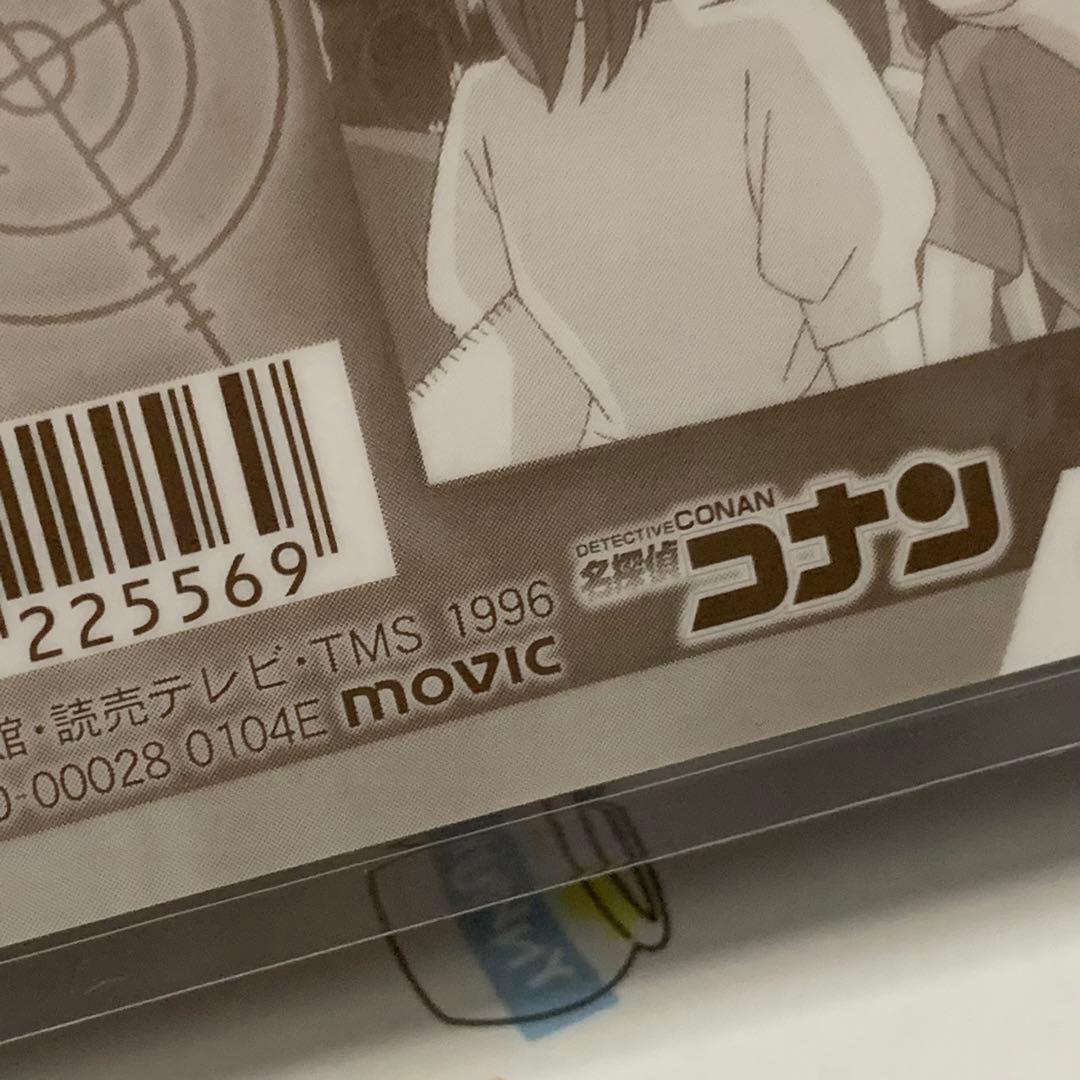 DETECTIVE CONAN
名探偵
コナン
225569
館・読売テレビ・TMS 1996
-00028 0104E movic